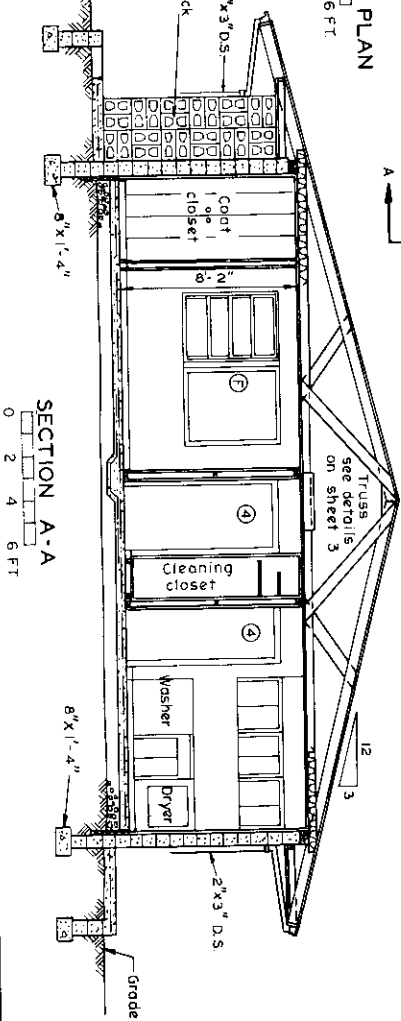 PLAN
6 FT.
A
"x3" D.S.
ck
8"x1'-4"
Coat
closet
8'-2"
F
Truss
see details
on sheet 3
4
Cleaning
closet
4
Washer
Dryer
12
3
2"x3" D.S.
8"x1'-4"
Grade
SECTION A-A
0 2 4 6 FT